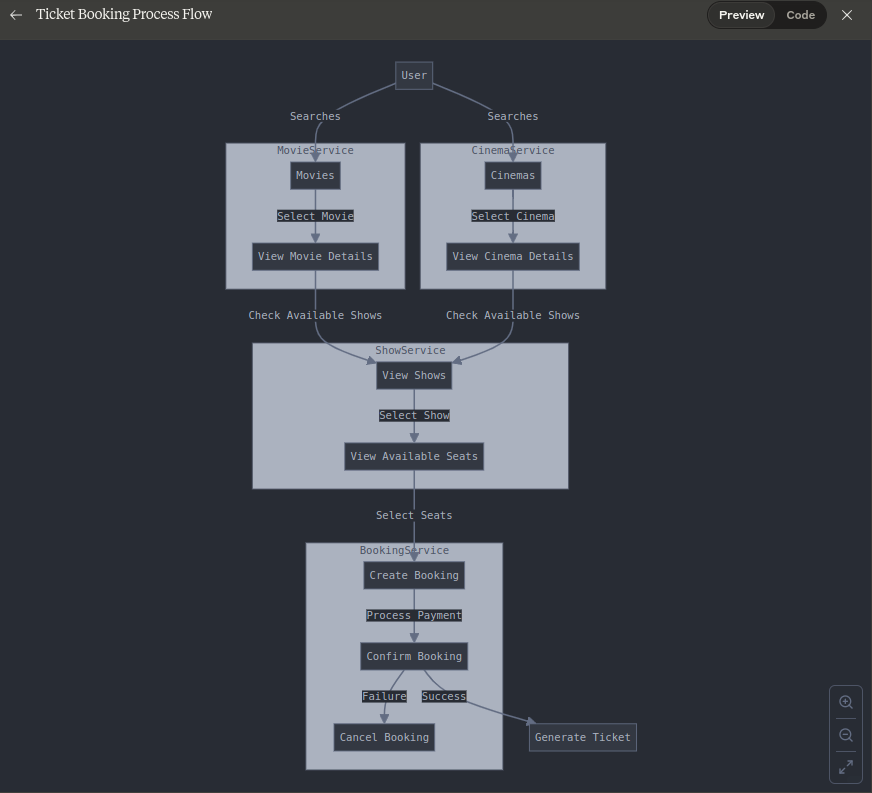 Ticket Booking Process Flow
Preview
Code
User
Searches
Searches
MovieService
CinemaService
Movies
Cinemas
Select Movie
Select Cinema
View Movie Details
View Cinema Details
Check Available Shows
Check Available Shows
ShowService
View Shows
Select Show
View Available Seats
Select Seats
BookingService
Create Booking
Process Payment
Confirm Booking
Failure
Success
Cancel Booking
Generate Ticket